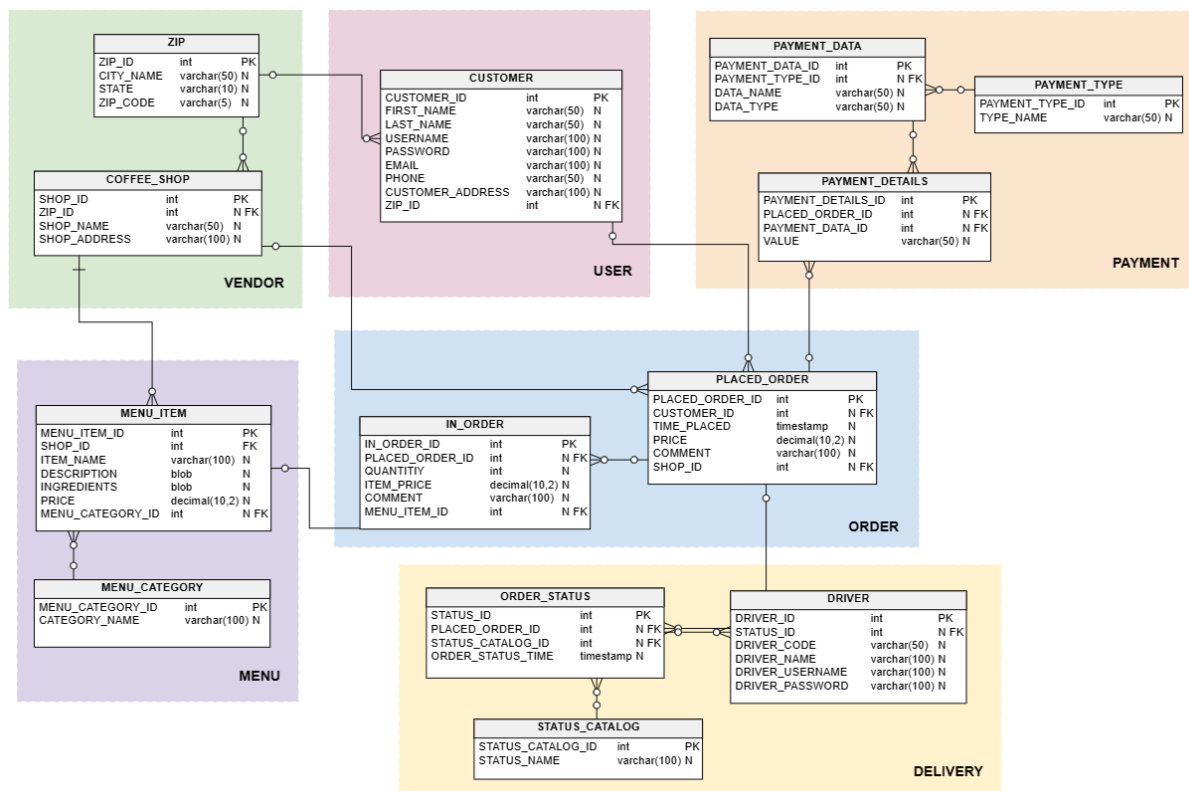 ZIP
ZIP_ID int PK
CITY_NAME varchar(50) N
STATE varchar(10) N
ZIP_CODE varchar(5) N
COFFEE_SHOP
SHOP_ID int PK
ZIP_ID int N FK
SHOP_NAME varchar(50) N
SHOP_ADDRESS varchar(100) N
VENDOR
CUSTOMER
CUSTOMER_ID int PK
FIRST_NAME varchar(50) N
LAST_NAME varchar(50) N
USERNAME varchar(100) N
PASSWORD varchar(100) N
EMAIL varchar(100) N
PHONE varchar(50) N
CUSTOMER_ADDRESS varchar(100) N
ZIP_ID int N FK
USER
PAYMENT_DATA
PAYMENT_DATA_ID int PK
PAYMENT_TYPE_ID int N FK
DATA_NAME varchar(50) N
DATA_TYPE varchar(50) N
PAYMENT_TYPE
PAYMENT_TYPE_ID int PK
TYPE_NAME varchar(50) N
PAYMENT_DETAILS
PAYMENT_DETAILS_ID int PK
PLACED_ORDER_ID int N FK
PAYMENT_DATA_ID int N FK
VALUE varchar(50) N
PAYMENT
MENU_ITEM
MENU_ITEM_ID int PK
SHOP_ID int FK
ITEM_NAME varchar(100) N
DESCRIPTION blob N
INGREDIENTS blob N
PRICE decimal(10,2) N
MENU_CATEGORY_ID int N FK
MENU_CATEGORY
MENU_CATEGORY_ID int PK
CATEGORY_NAME varchar(100) N
MENU
IN_ORDER
IN_ORDER_ID int PK
PLACED_ORDER_ID int N FK
QUANTITIY int N
ITEM_PRICE decimal(10,2) N
COMMENT varchar(100) N
MENU_ITEM_ID int N FK
PLACED_ORDER
PLACED_ORDER_ID int PK
CUSTOMER_ID int N FK
TIME_PLACED timestamp N
PRICE decimal(10,2) N
COMMENT varchar(100) N
SHOP_ID int N FK
ORDER
ORDER_STATUS
STATUS_ID int PK
PLACED_ORDER_ID int N FK
STATUS_CATALOG_ID int N FK
ORDER_STATUS_TIME timestamp N
DRIVER
DRIVER_ID int PK
STATUS_ID int N FK
DRIVER_CODE varchar(50) N
DRIVER_NAME varchar(100) N
DRIVER_USERNAME varchar(100) N
DRIVER_PASSWORD varchar(100) N
STATUS_CATALOG
STATUS_CATALOG_ID int PK
STATUS_NAME varchar(100) N
DELIVERY